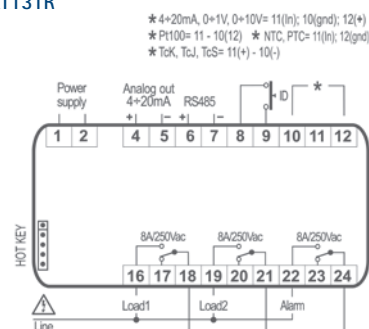 1131R
*4÷20mA, 0÷1V, 0÷10V= 11(In); 10(gnd); 12(+)
*Pt100= 11 - 10(12) * NTC, PTC= 11(In); 12(gnd)
*TcK, TcJ, TcS= 11(+) - 10(-)
Power supply
Analog out 4÷20mA
RS485
ID
*
+ - + -
1 2 4 5 6 7 8 9 10 11 12
HOT KEY
8A/250Vac 8A/250Vac 8A/250Vac
16 17 18 19 20 21 22 23 24
Load1 Load2 Alarm
Line